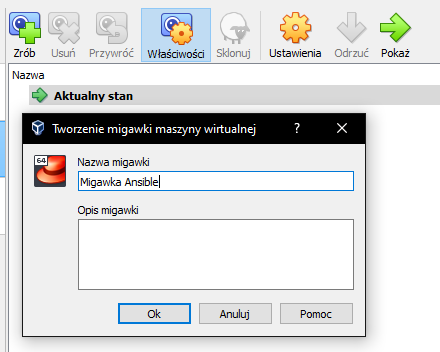 Zrób Usuń Przywróć Właściwości Sklonuj Ustawienia Odrzuć Pokaż
Nazwa
Aktualny stan
Tworzenie migawki maszyny wirtualnej ?
64
Nazwa migawki
Migawka Ansible
Opis migawki
Ok Anuluj Pomoc